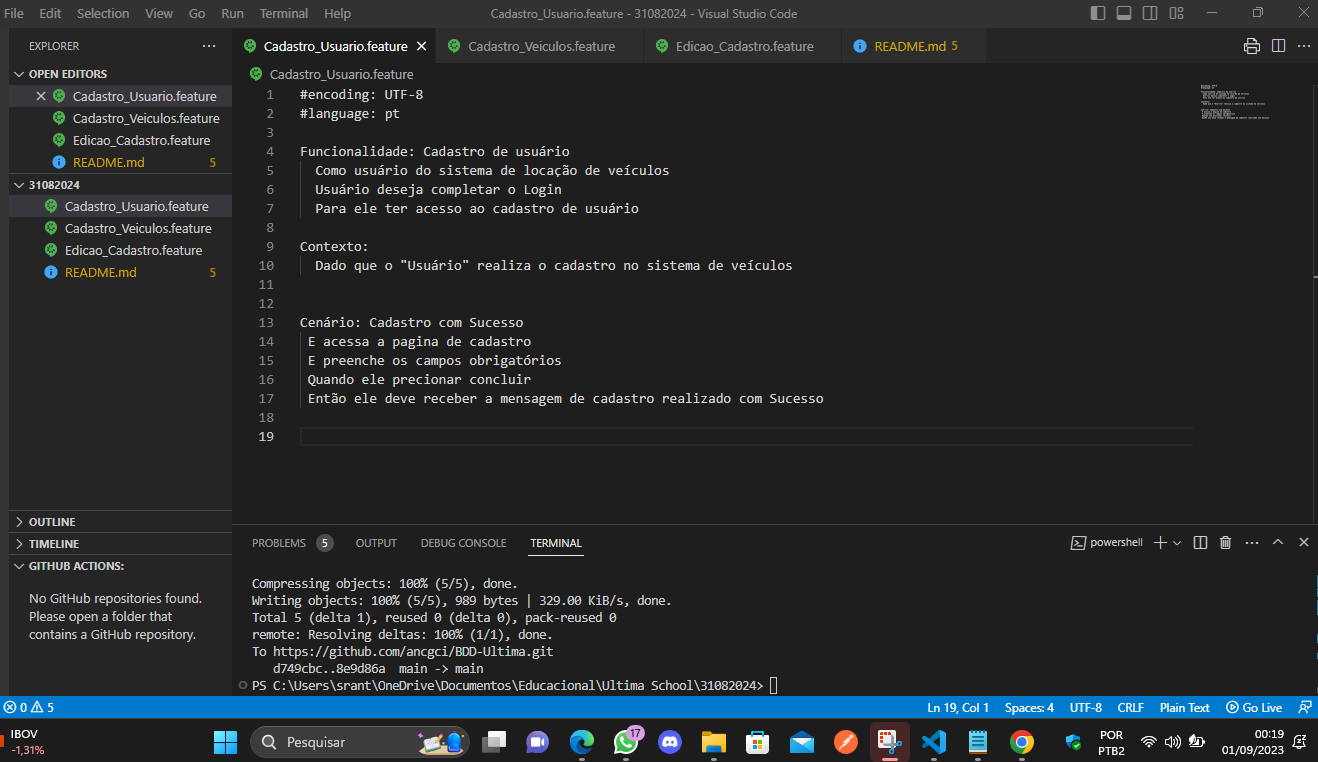 File Edit Selection View Go Run Terminal Help
Cadastro_Usuario.feature - 31082024 - Visual Studio Code
EXPLORER
Cadastro_Usuario.feature
Cadastro_Veiculos.feature
Edicao_Cadastro.feature
README.md 5
OPEN EDITORS
Cadastro_Usuario.feature
Cadastro_Veiculos.feature
Edicao_Cadastro.feature
README.md 5
31082024
Cadastro_Usuario.feature
Cadastro_Veiculos.feature
Edicao_Cadastro.feature
README.md 5
OUTLINE
TIMELINE
GITHUB ACTIONS:
No GitHub repositories found.
Please open a folder that
contains a GitHub repository.
Cadastro_Usuario.feature
1 #encoding: UTF-8
2 #language: pt
3
4 Funcionalidade: Cadastro de usuário
5 Como usuário do sistema de locação de veículos
6 Usuário deseja completar o Login
7 Para ele ter acesso ao cadastro de usuário
8
9 Contexto:
10 Dado que o "Usuário" realiza o cadastro no sistema de veículos
11
12
13 Cenário: Cadastro com Sucesso
14 E acessa a pagina de cadastro
15 E preenche os campos obrigatórios
16 Quando ele precionar concluir
17 Então ele deve receber a mensagem de cadastro realizado com Sucesso
18
19
PROBLEMS 5 OUTPUT DEBUG CONSOLE TERMINAL
powershell
Compressing objects: 100% (5/5), done.
Writing objects: 100% (5/5), 989 bytes | 329.00 KiB/s, done.
Total 5 (delta 1), reused 0 (delta 0), pack-reused 0
remote: Resolving deltas: 100% (1/1), done.
To https://github.com/ancgci/BDD-Ultima.git
d749cbc..8e9d86a main -> main
PS C:\Users\srant\OneDrive\Documentos\Educacional\Ultima School\31082024>
0 5
Ln 19, Col 1 Spaces: 4 UTF-8 CRLF Plain Text Go Live
IBOV
-1,31%
Pesquisar
17
POR
PTB2
00:19
01/09/2023